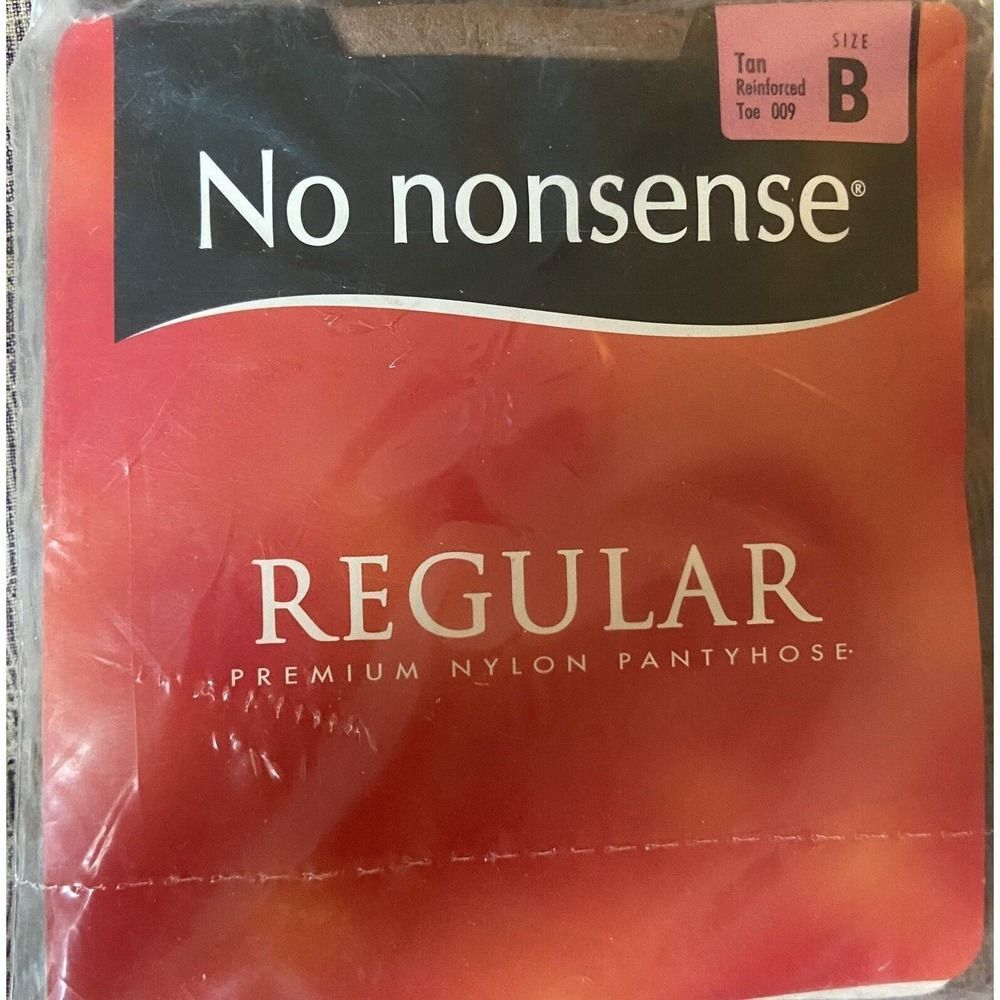 SIZE
Tan
Reinforced
Toe 009
B
No nonsense®
REGULAR
PREMIUM NYLON PANTYHOSE